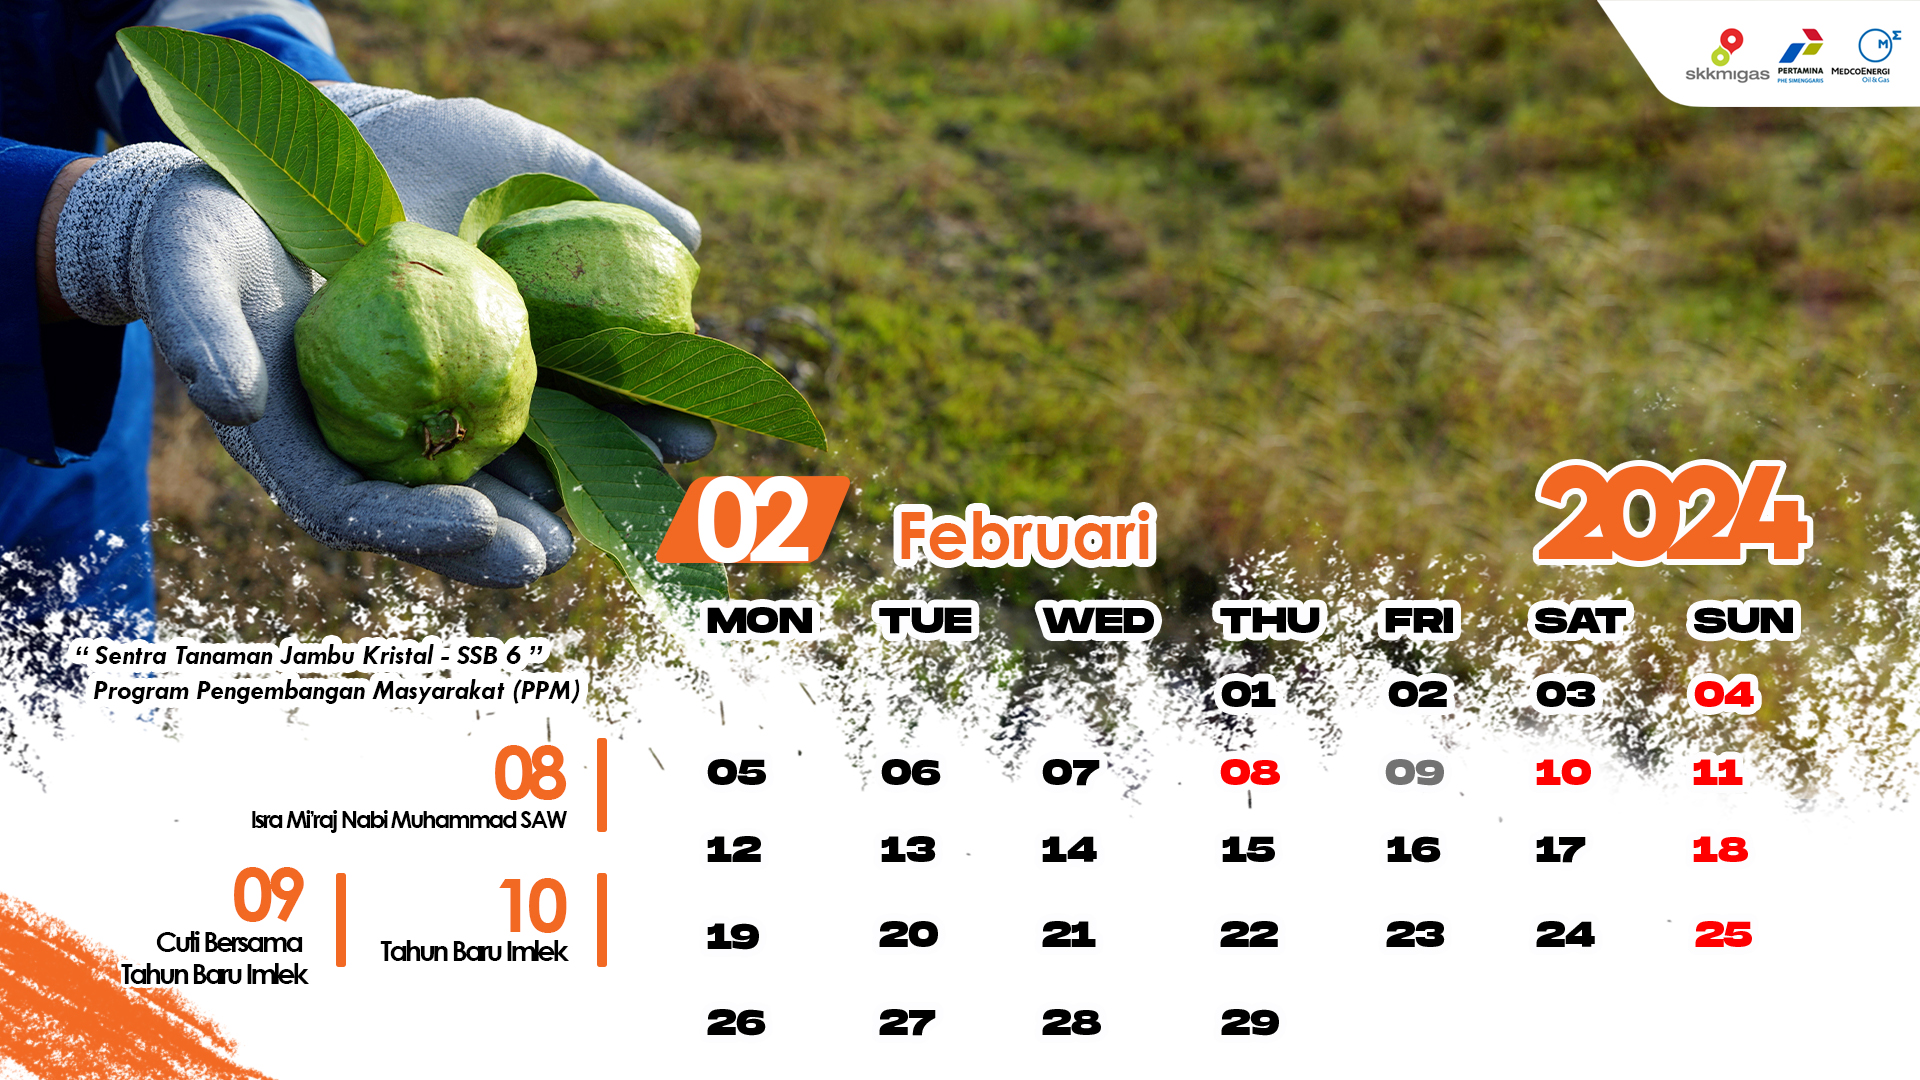 skkmigas
PERTAMINA
PHE SIMENGGARIS
MEDCOENERGI
Oil & Gas
02 Februari 2024
MON TUE WED THU FRI SAT SUN
01 02 03 04
05 06 07 08 09 10 11
12 13 14 15 16 17 18
19 20 21 22 23 24 25
26 27 28 29
“ Sentra Tanaman Jambu Kristal - SSB 6 ”
Program Pengembangan Masyarakat (PPM)
08
Isra Mi'raj Nabi Muhammad SAW
09
Cuti Bersama
Tahun Baru Imlek
10
Tahun Baru Imlek